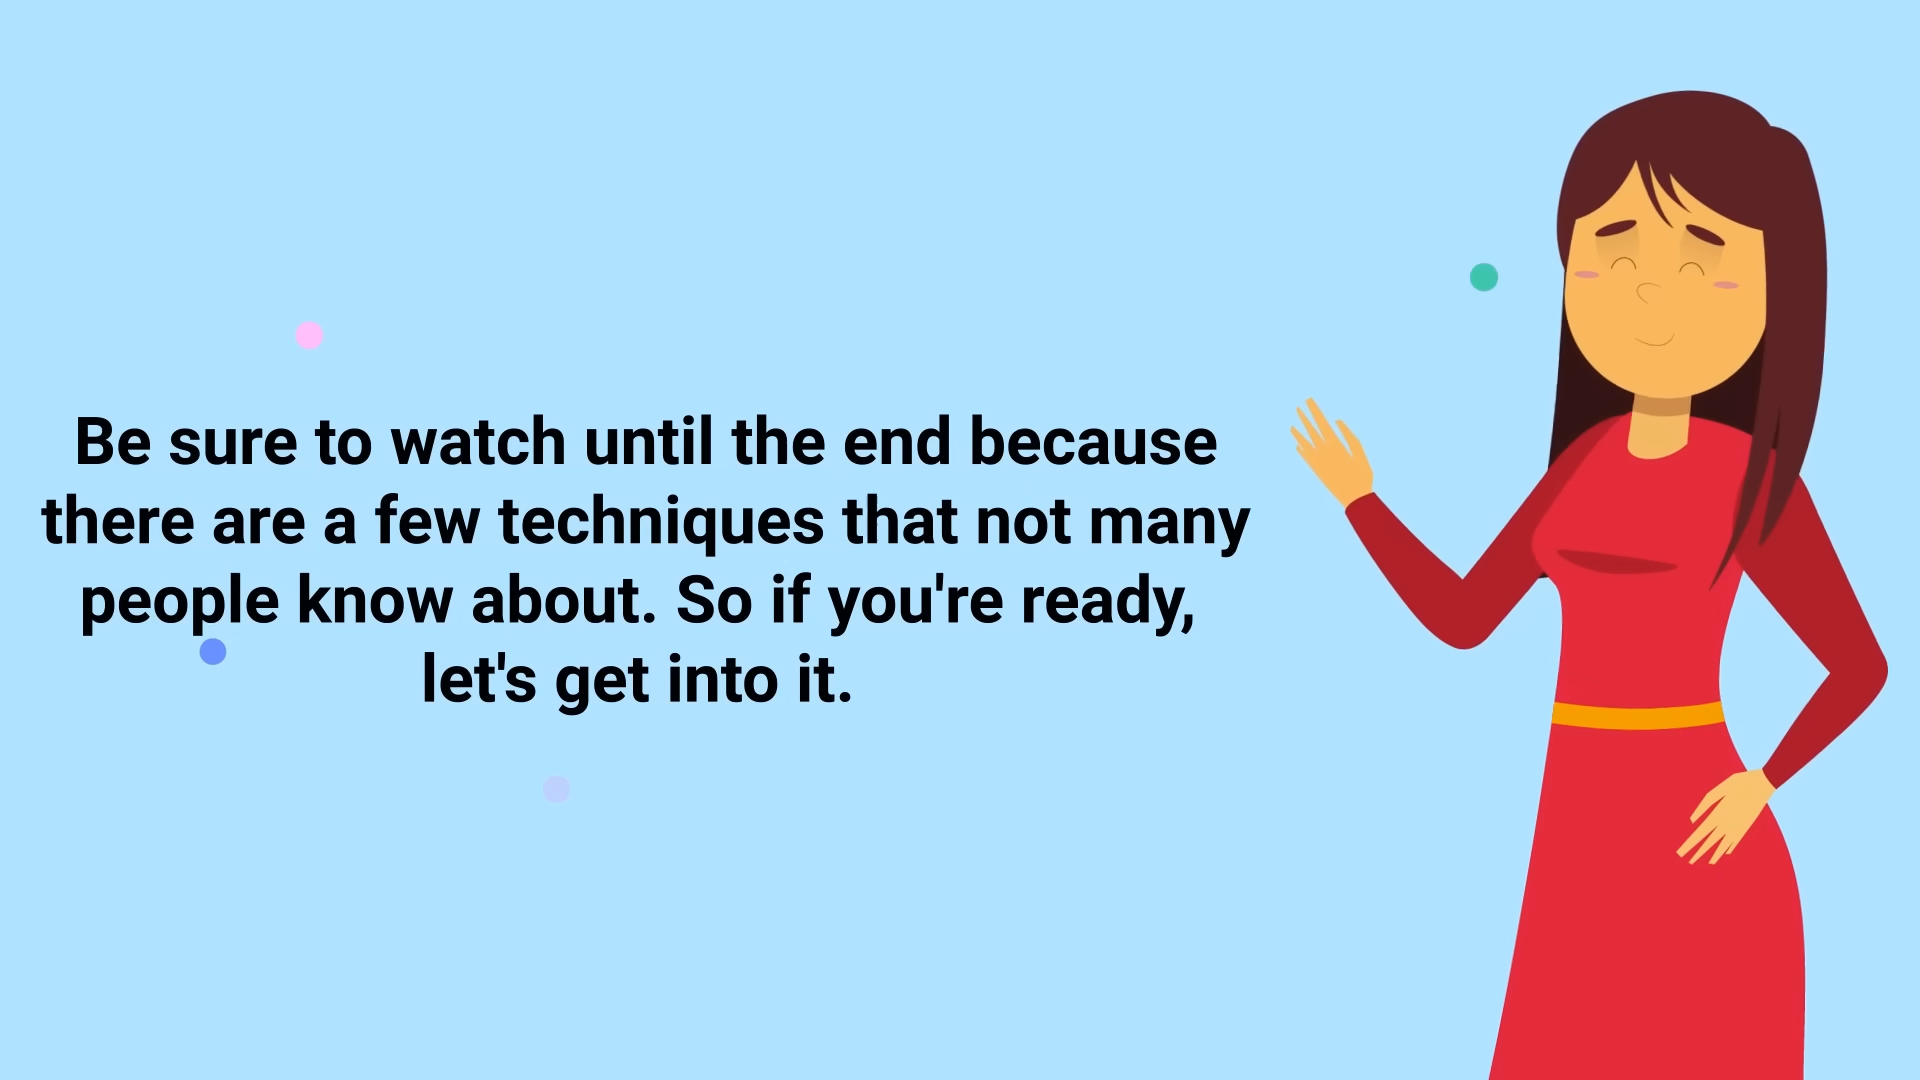 Be sure to watch until the end because
there are a few techniques that not many
people know about. So if you're ready,
let's get into it.